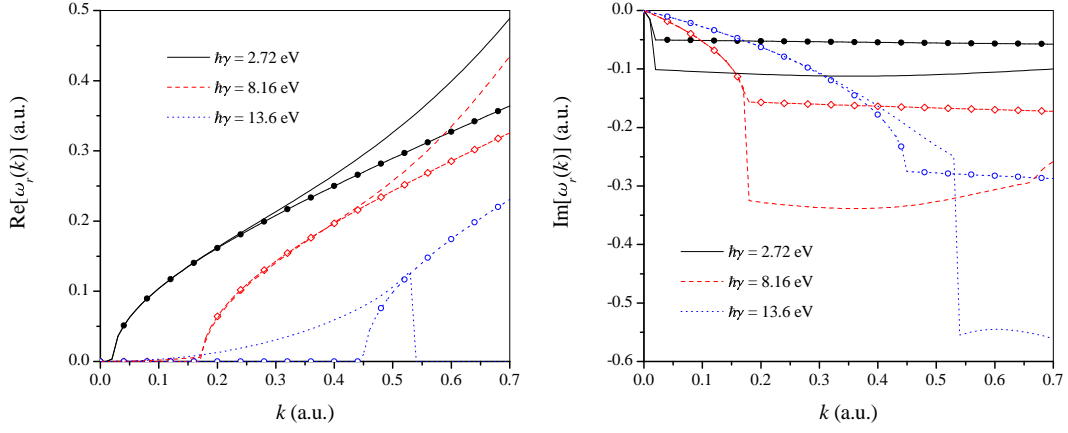 Re[ω_r(k)] (a.u.)
0.5
0.4
0.3
0.2
0.1
0.0
ħγ = 2.72 eV
ħγ = 8.16 eV
ħγ = 13.6 eV
0.0 0.1 0.2 0.3 0.4 0.5 0.6 0.7
k (a.u.)
Im[ω_r(k)] (a.u.)
0.0
-0.1
-0.2
-0.3
-0.4
-0.5
-0.6
ħγ = 2.72 eV
ħγ = 8.16 eV
ħγ = 13.6 eV
0.0 0.1 0.2 0.3 0.4 0.5 0.6 0.7
k (a.u.)